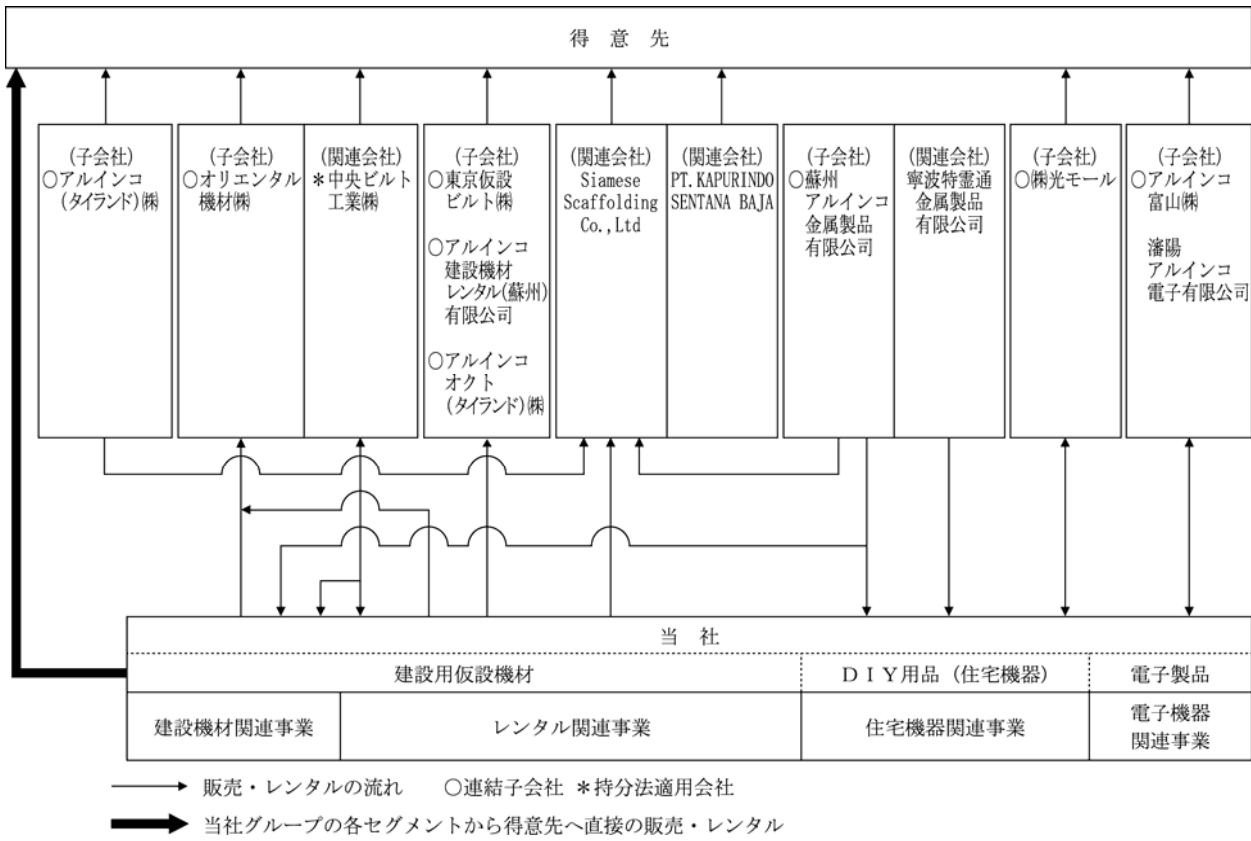 得 意 先
(子会社)
○アルインコ
(タイランド)㈱
(子会社)
○オリエンタル
機材㈱
(関連会社)
＊中央ビルト
工業㈱
(子会社)
○東京仮設
ビルト㈱
○アルインコ
建設機材
レンタル(蘇州)
有限公司
○アルインコ
オクト
(タイランド)㈱
(関連会社)
Siamese
Scaffolding
Co.,Ltd
(関連会社)
PT.KAPURINDO
SENTANA BAJA
(子会社)
○蘇州
アルインコ
金属製品
有限公司
(関連会社)
寧波特霊通
金属製品
有限公司
(子会社)
○㈱光モール
(子会社)
○アルインコ
富山㈱
瀋陽
アルインコ
電子有限公司
当 社
建設用仮設機材
ＤＩＹ用品（住宅機器）
電子製品
建設機材関連事業
レンタル関連事業
住宅機器関連事業
電子機器
関連事業
販売・レンタルの流れ ○連結子会社 ＊持分法適用会社
当社グループの各セグメントから得意先へ直接の販売・レンタル